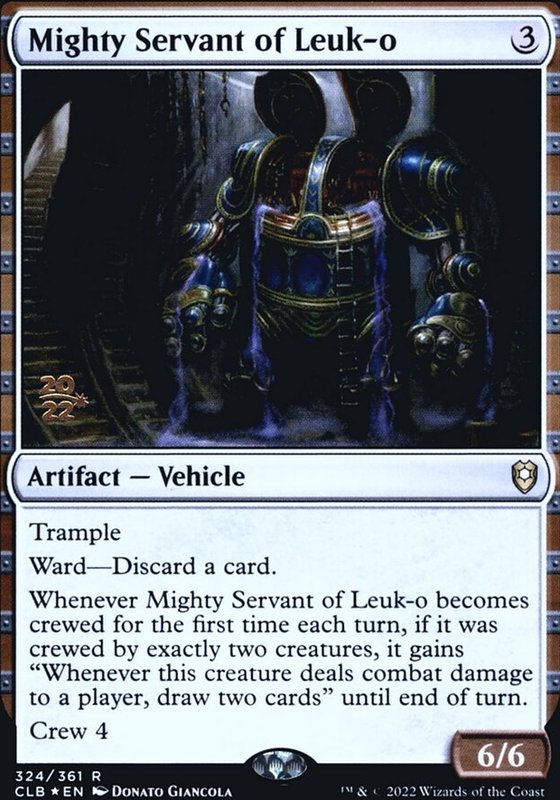 Mighty Servant of Leuk-o 3
20
22
Artifact — Vehicle
Trample
Ward—Discard a card.
Whenever Mighty Servant of Leuk-o becomes
crewed for the first time each turn, if it was
crewed by exactly two creatures, it gains
“Whenever this creature deals combat damage
to a player, draw two cards” until end of turn.
Crew 4
6/6
324/361 R
CLB ★ EN Donato Giancola
™ & © 2022 Wizards of the Coast